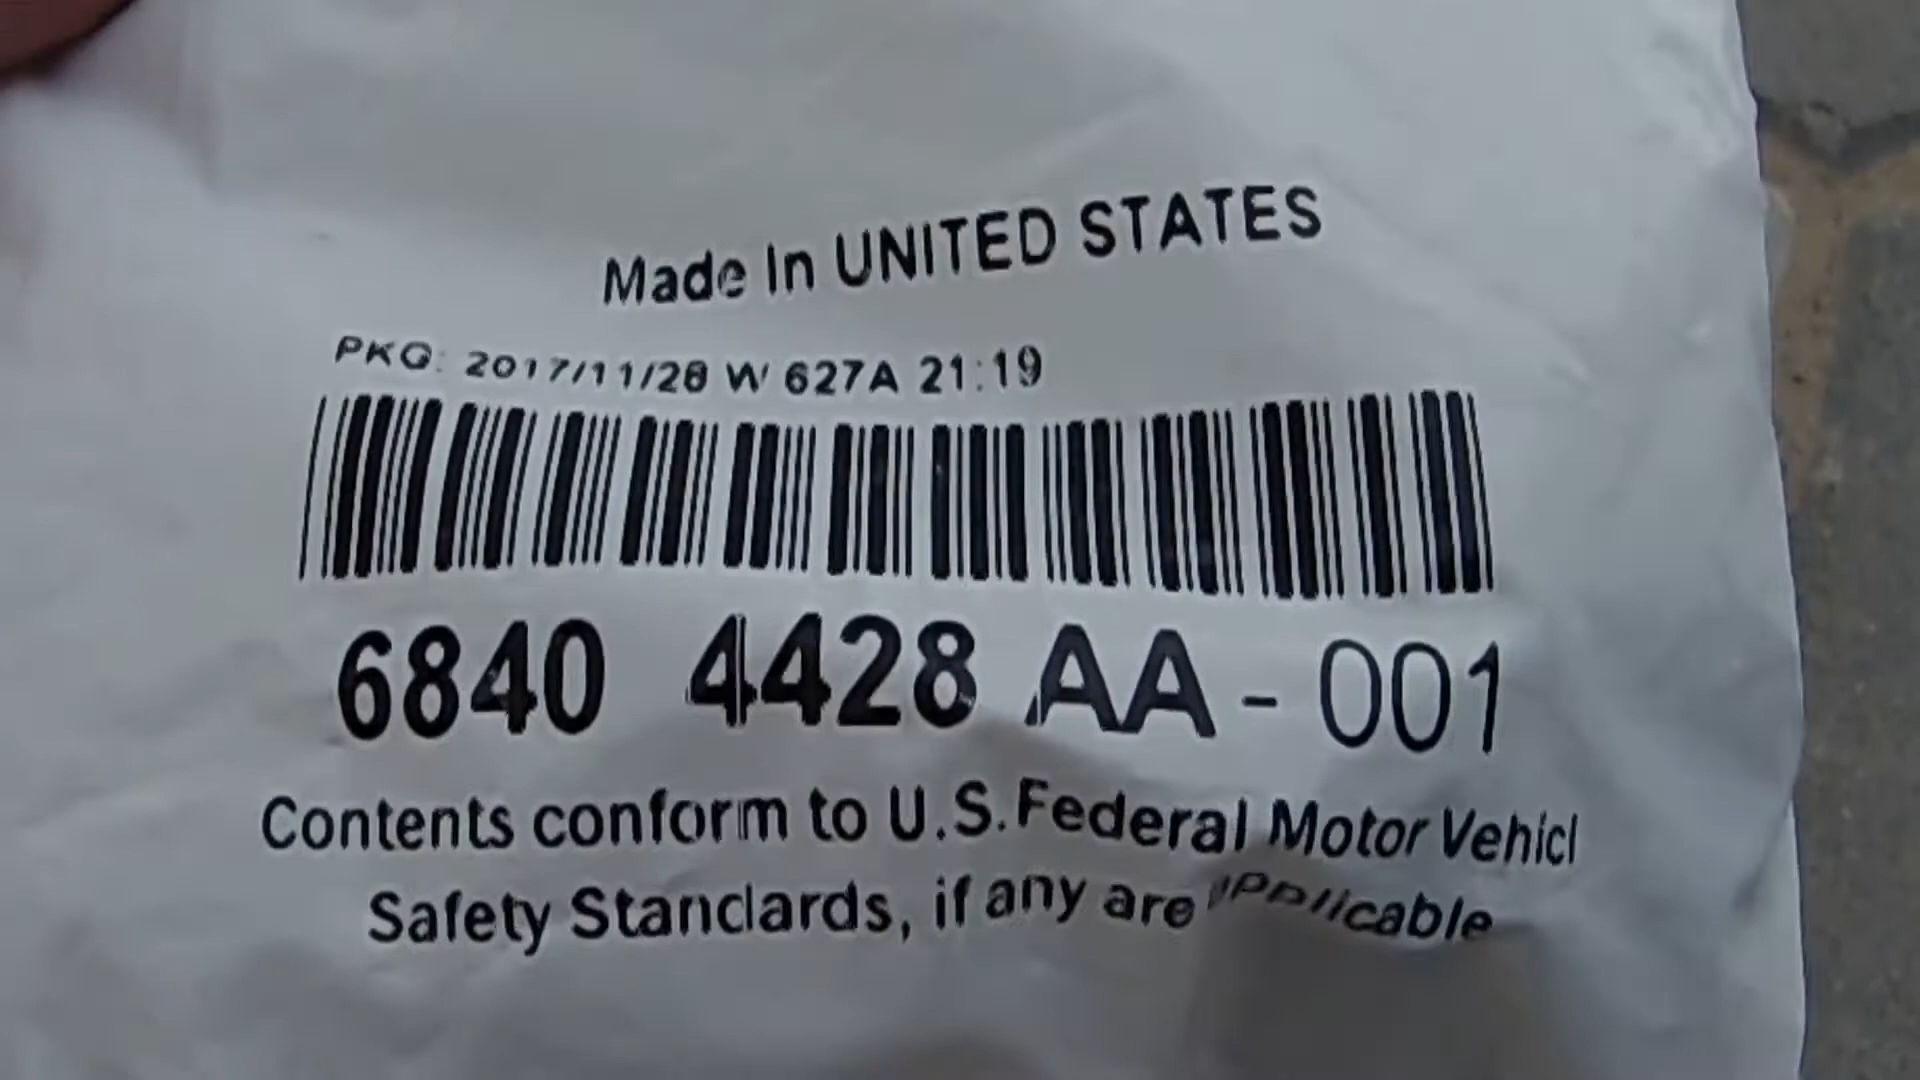 Made In UNITED STATES
PKG: 2017/11/28 W 627A 21:19
6840 4428 AA - 001
Contents conform to U.S. Federal Motor Vehicl
Safety Standards, if any are applicable